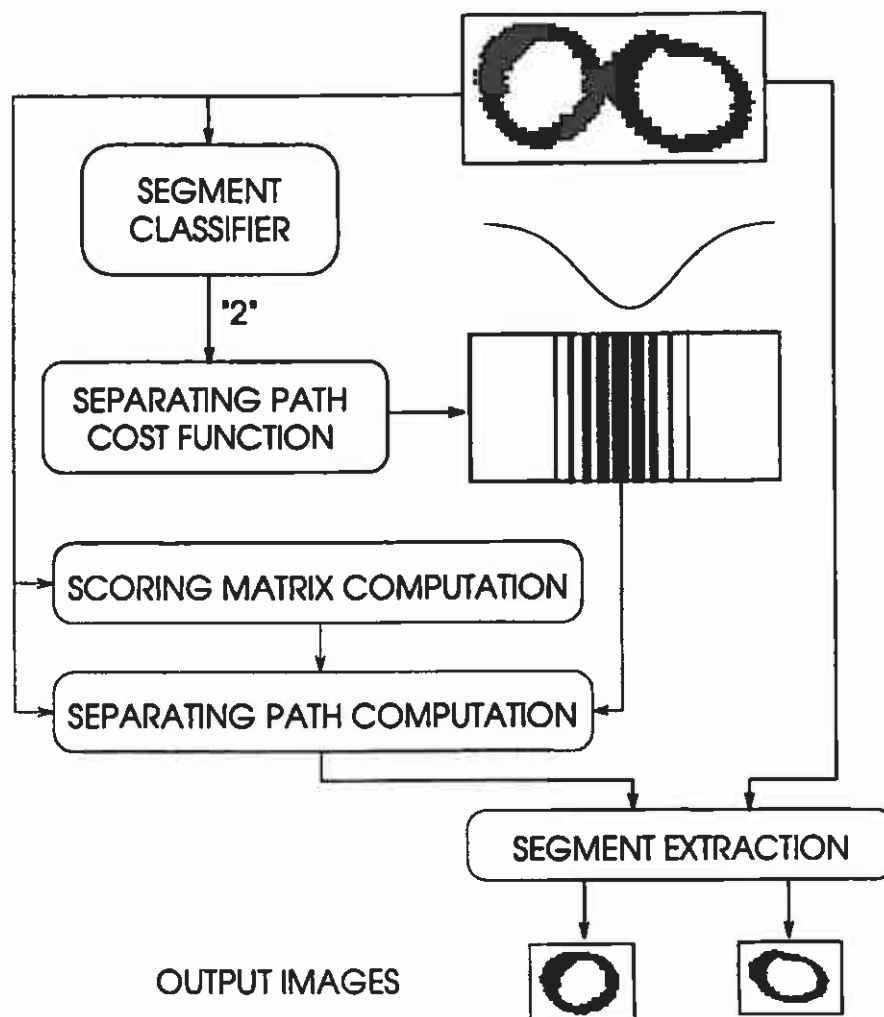 SEGMENT
CLASSIFIER
"2"
SEPARATING PATH
COST FUNCTION
SCORING MATRIX COMPUTATION
SEPARATING PATH COMPUTATION
SEGMENT EXTRACTION
OUTPUT IMAGES